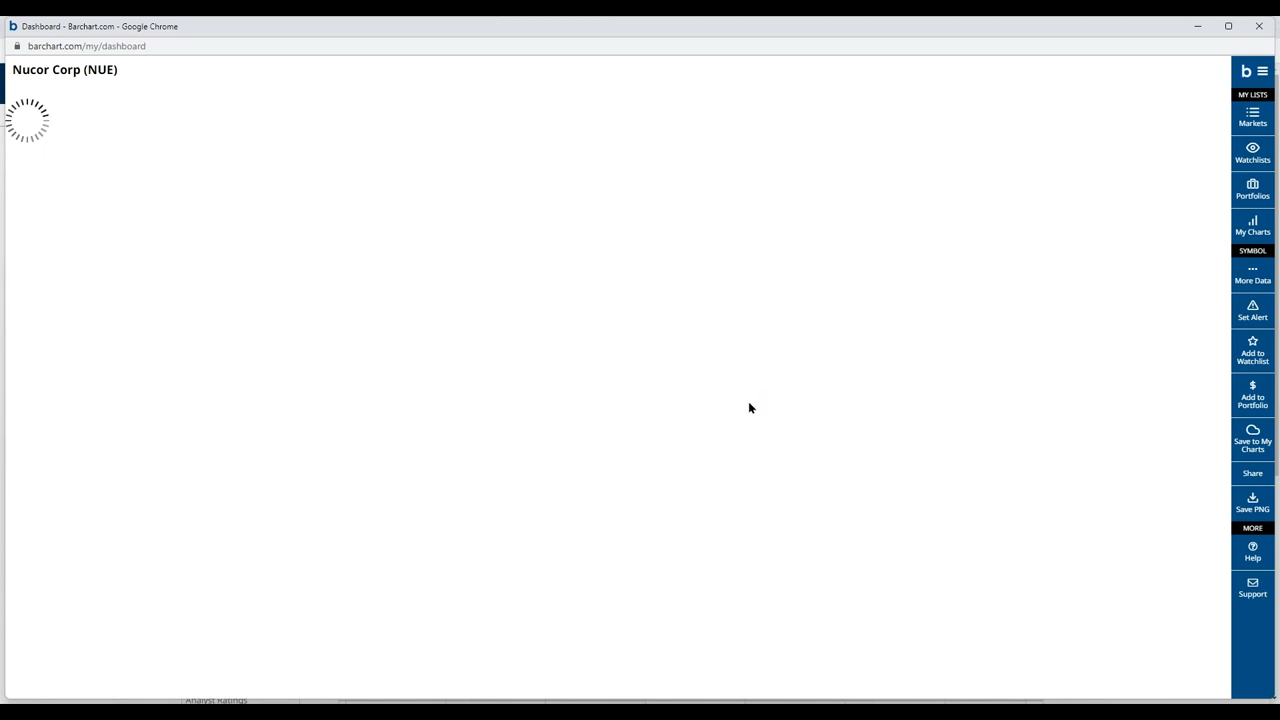 Dashboard - Barchart.com - Google Chrome
barchart.com/my/dashboard
Nucor Corp (NUE)
b
MY LISTS
Markets
Watchlists
Portfolios
My Charts
SYMBOL
More Data
Set Alert
Add to
Watchlist
$
Add to
Portfolio
Save to My
Charts
Share
Save PNG
MORE
Help
Support
Analyst Ratings